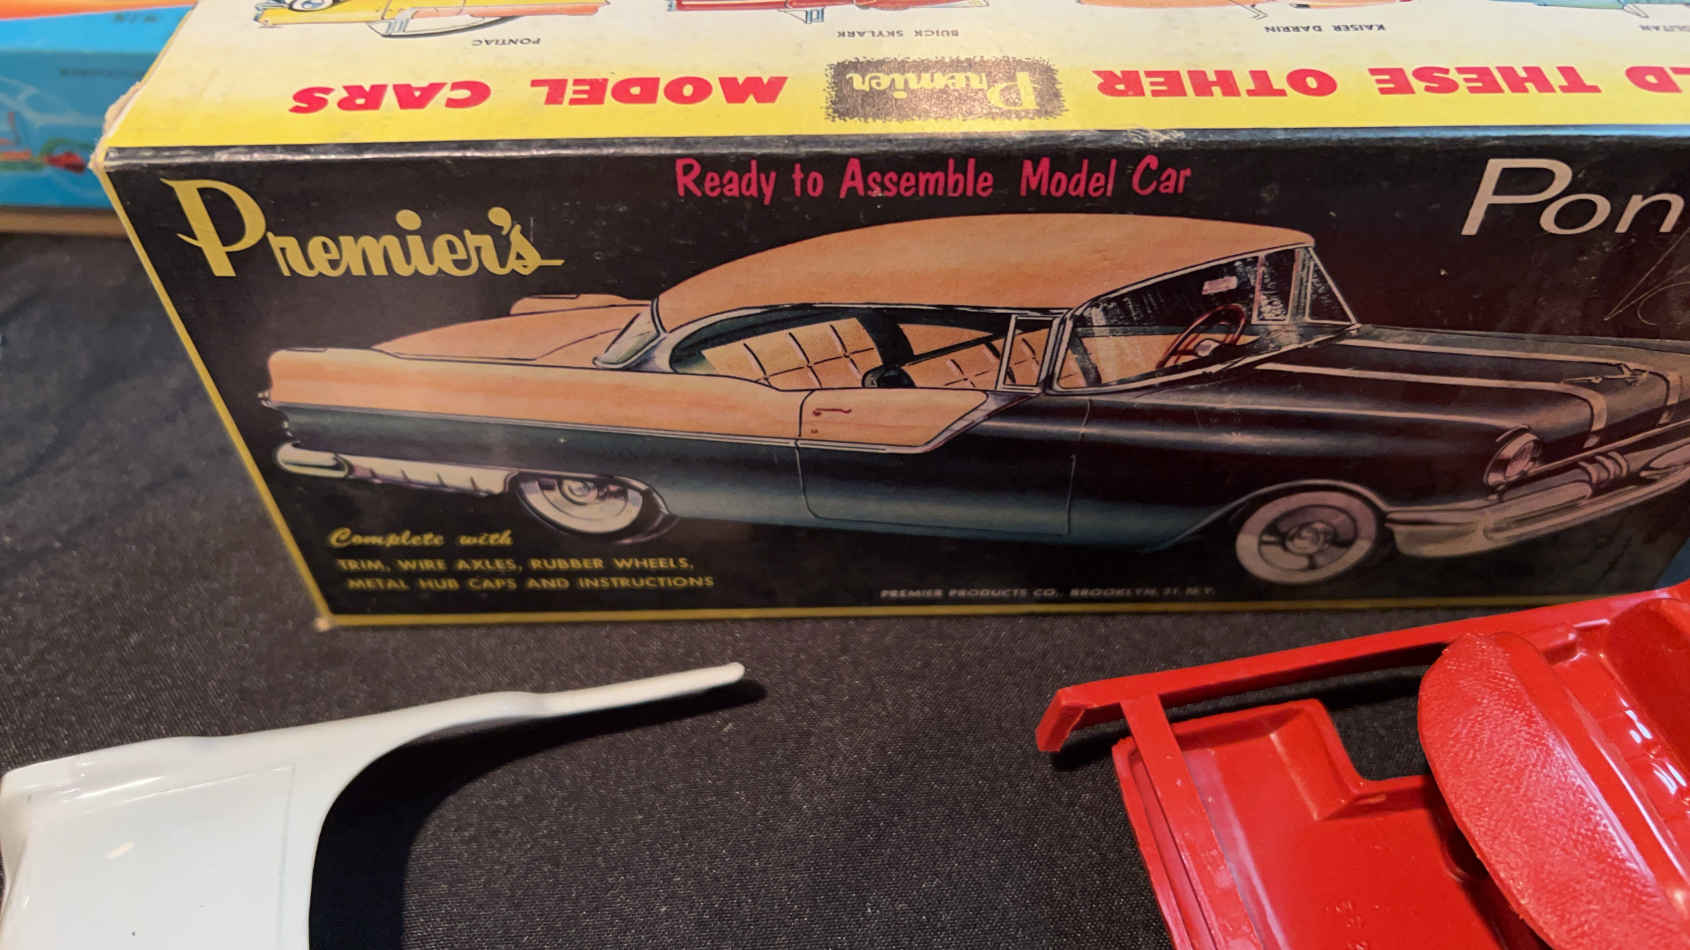 PONTIAC
BUICK SKYLARK
KAISER DARRIN
THESE OTHER Premier MODEL CARS
Premier's
Ready to Assemble Model Car
Pon
Complete with
TRIM, WIRE AXLES, RUBBER WHEELS,
METAL HUB CAPS AND INSTRUCTIONS
PREMIER PRODUCTS CO., BROOKLYN, 31, N.Y.